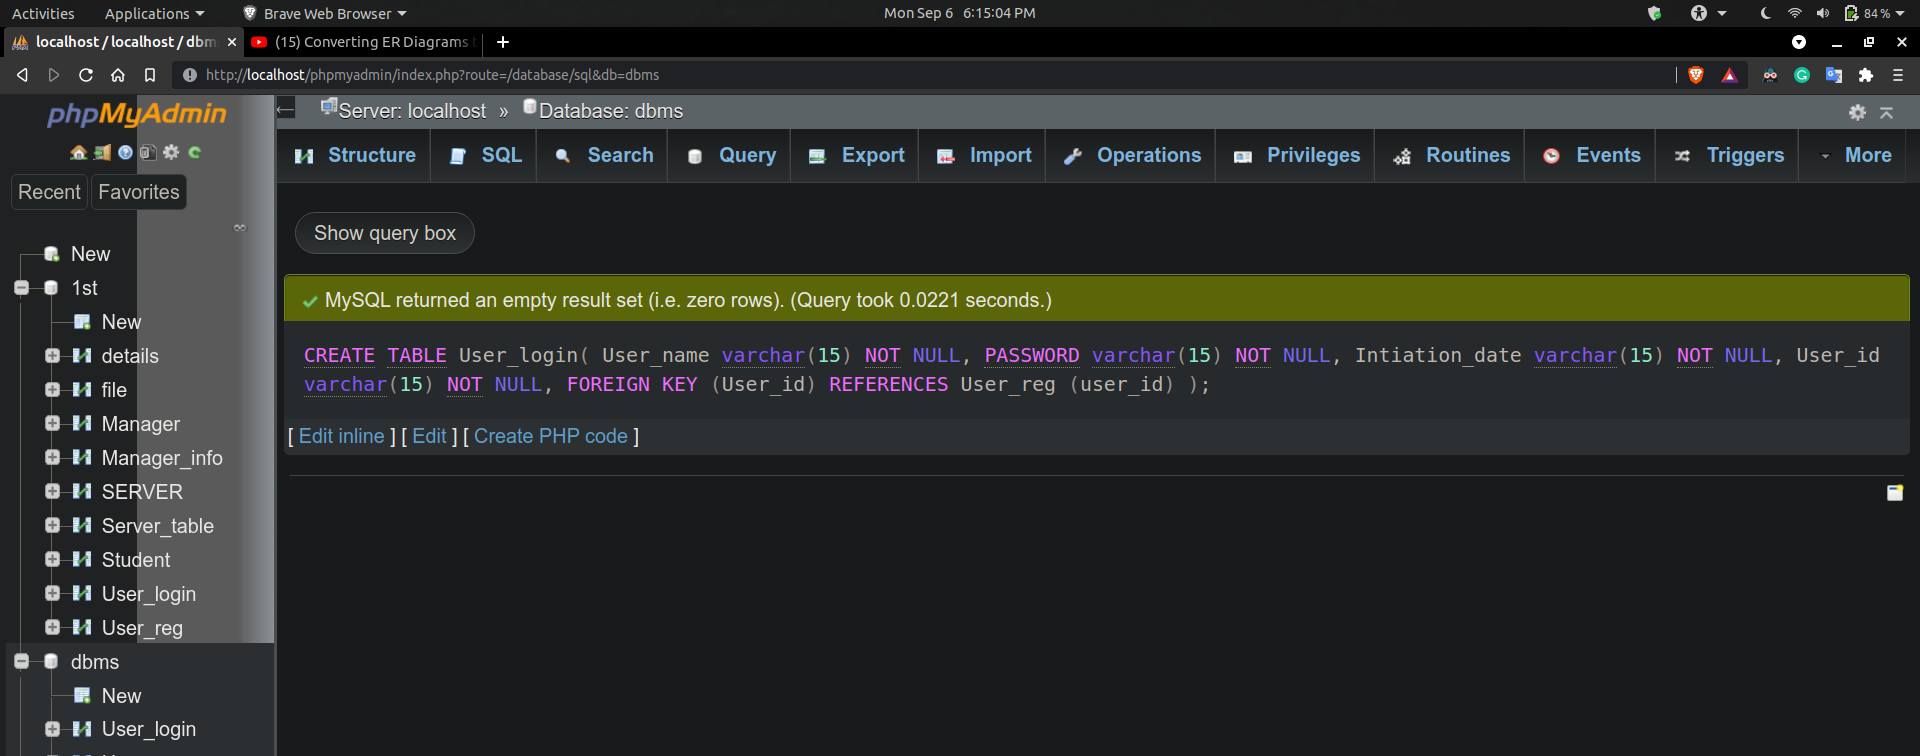 Activities Applications Brave Web Browser Mon Sep 6 6:15:04 PM 84 %
localhost / localhost / dbm (15) Converting ER Diagrams
http://localhost/phpmyadmin/index.php?route=/database/sql&db=dbms
phpMyAdmin
Server: localhost » Database: dbms
Structure SQL Search Query Export Import Operations Privileges Routines Events Triggers More
Recent Favorites
Show query box
New
1st
MySQL returned an empty result set (i.e. zero rows). (Query took 0.0221 seconds.)
New
CREATE TABLE User_login( User_name varchar(15) NOT NULL, PASSWORD varchar(15) NOT NULL, Intiation_date varchar(15) NOT NULL, User_id
varchar(15) NOT NULL, FOREIGN KEY (User_id) REFERENCES User_reg (user_id) );
details
file
Manager
[ Edit inline ] [ Edit ] [ Create PHP code ]
Manager_info
SERVER
Server_table
Student
User_login
User_reg
dbms
New
User_login